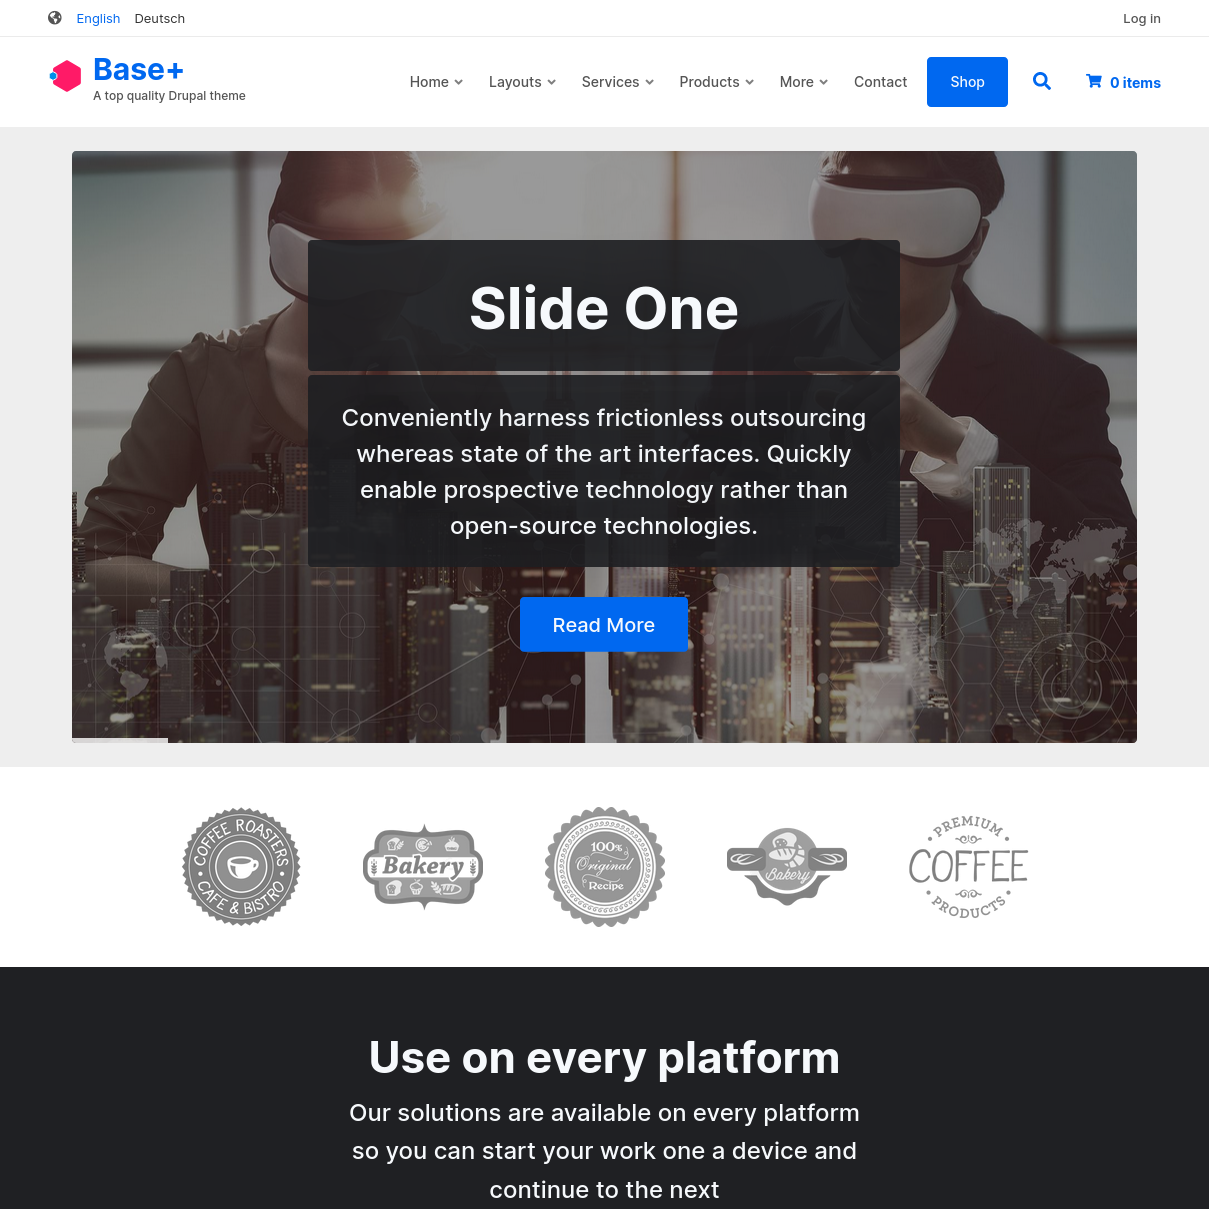 English Deutsch Log in
Base+
A top quality Drupal theme
Home Layouts Services Products More Contact Shop 0 items
Slide One
Conveniently harness frictionless outsourcing
whereas state of the art interfaces. Quickly
enable prospective technology rather than
open-source technologies.
Read More
COFFEE ROASTERS
CAFE & BISTRO
Bakery
100%
Original
Recipe
Bakery
PREMIUM
COFFEE
PRODUCTS
Use on every platform
Our solutions are available on every platform
so you can start your work one a device and
continue to the next